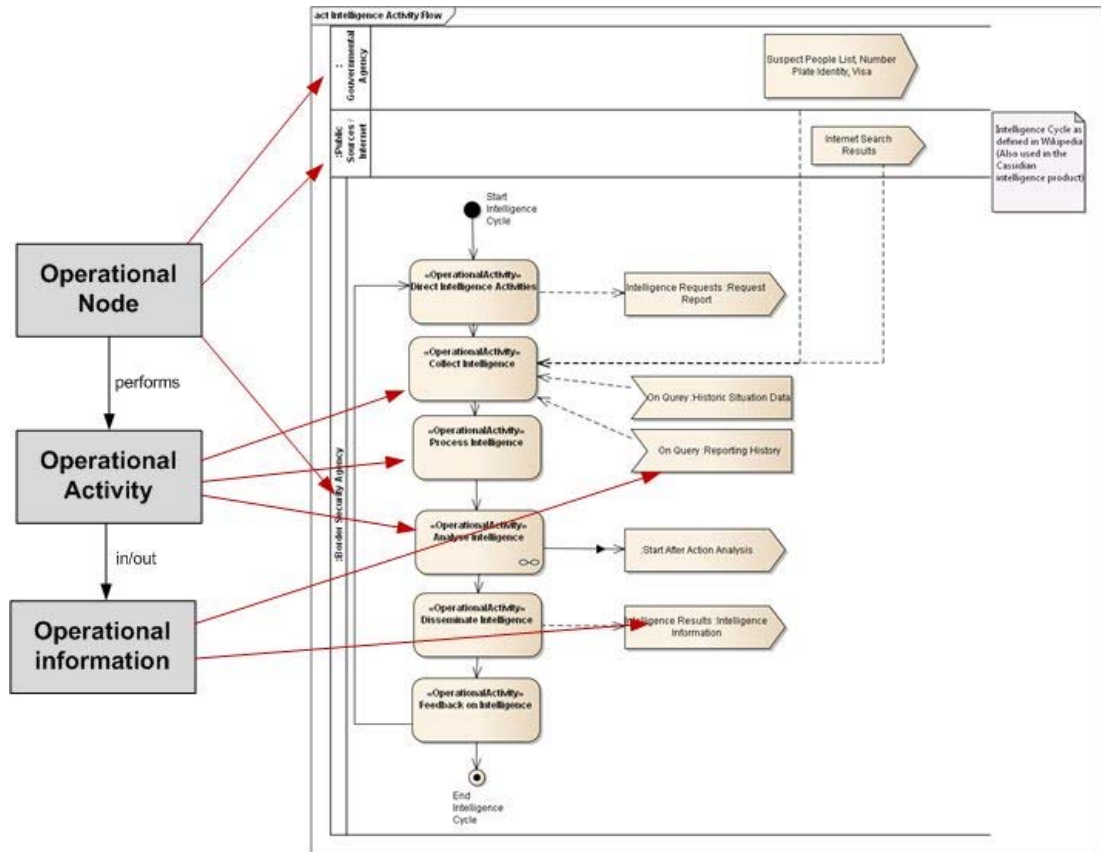 act Intelligence Activity Flow
:
Gouvernmental
Agency
Suspect People List, Number
Plate Identity, Visa
:Public
Sources /
Internet
Internet Search
Results
Intelligence Cycle as
defined in Wikipedia
(Also used in the
Cassidian
intelligence product)
:Border Security Agency
Start
Intelligence
Cycle
«OperationalActivity»
Direct Intelligence Activities
Intelligence Requests :Request
Report
«OperationalActivity»
Collect Intelligence
On Qurey :Historic Situation Data
«OperationalActivity»
Process Intelligence
On Query :Reporting History
«OperationalActivity»
Analyse Intelligence
:Start After Action Analysis
«OperationalActivity»
Disseminate Intelligence
Intelligence Results :Intelligence
Information
«OperationalActivity»
Feedback on Intelligence
End
Intelligence
Cycle
Operational
Node
performs
Operational
Activity
in/out
Operational
information